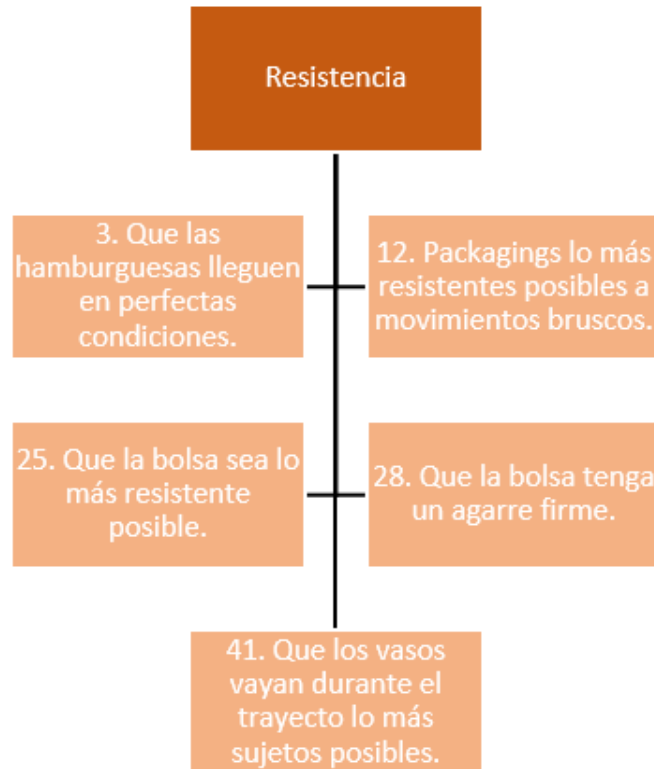 Resistencia
3. Que las
hamburguesas lleguen
en perfectas
condiciones.
12. Packagings lo más
resistentes posibles a
movimientos bruscos.
25. Que la bolsa sea lo
más resistente
posible.
28. Que la bolsa tenga
un agarre firme.
41. Que los vasos
vayan durante el
trayecto lo más
sujetos posibles.